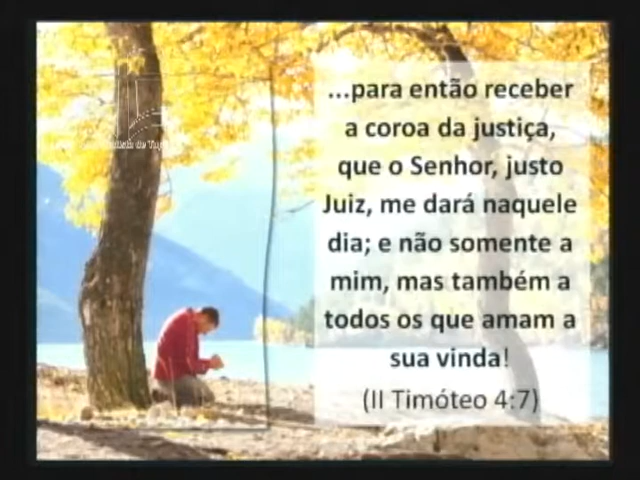 ...para então receber
a coroa da justiça,
que o Senhor, justo
Juiz, me dará naquele
dia; e não somente a
mim, mas também a
todos os que amam a
sua vinda!
(II Timóteo 4:7)